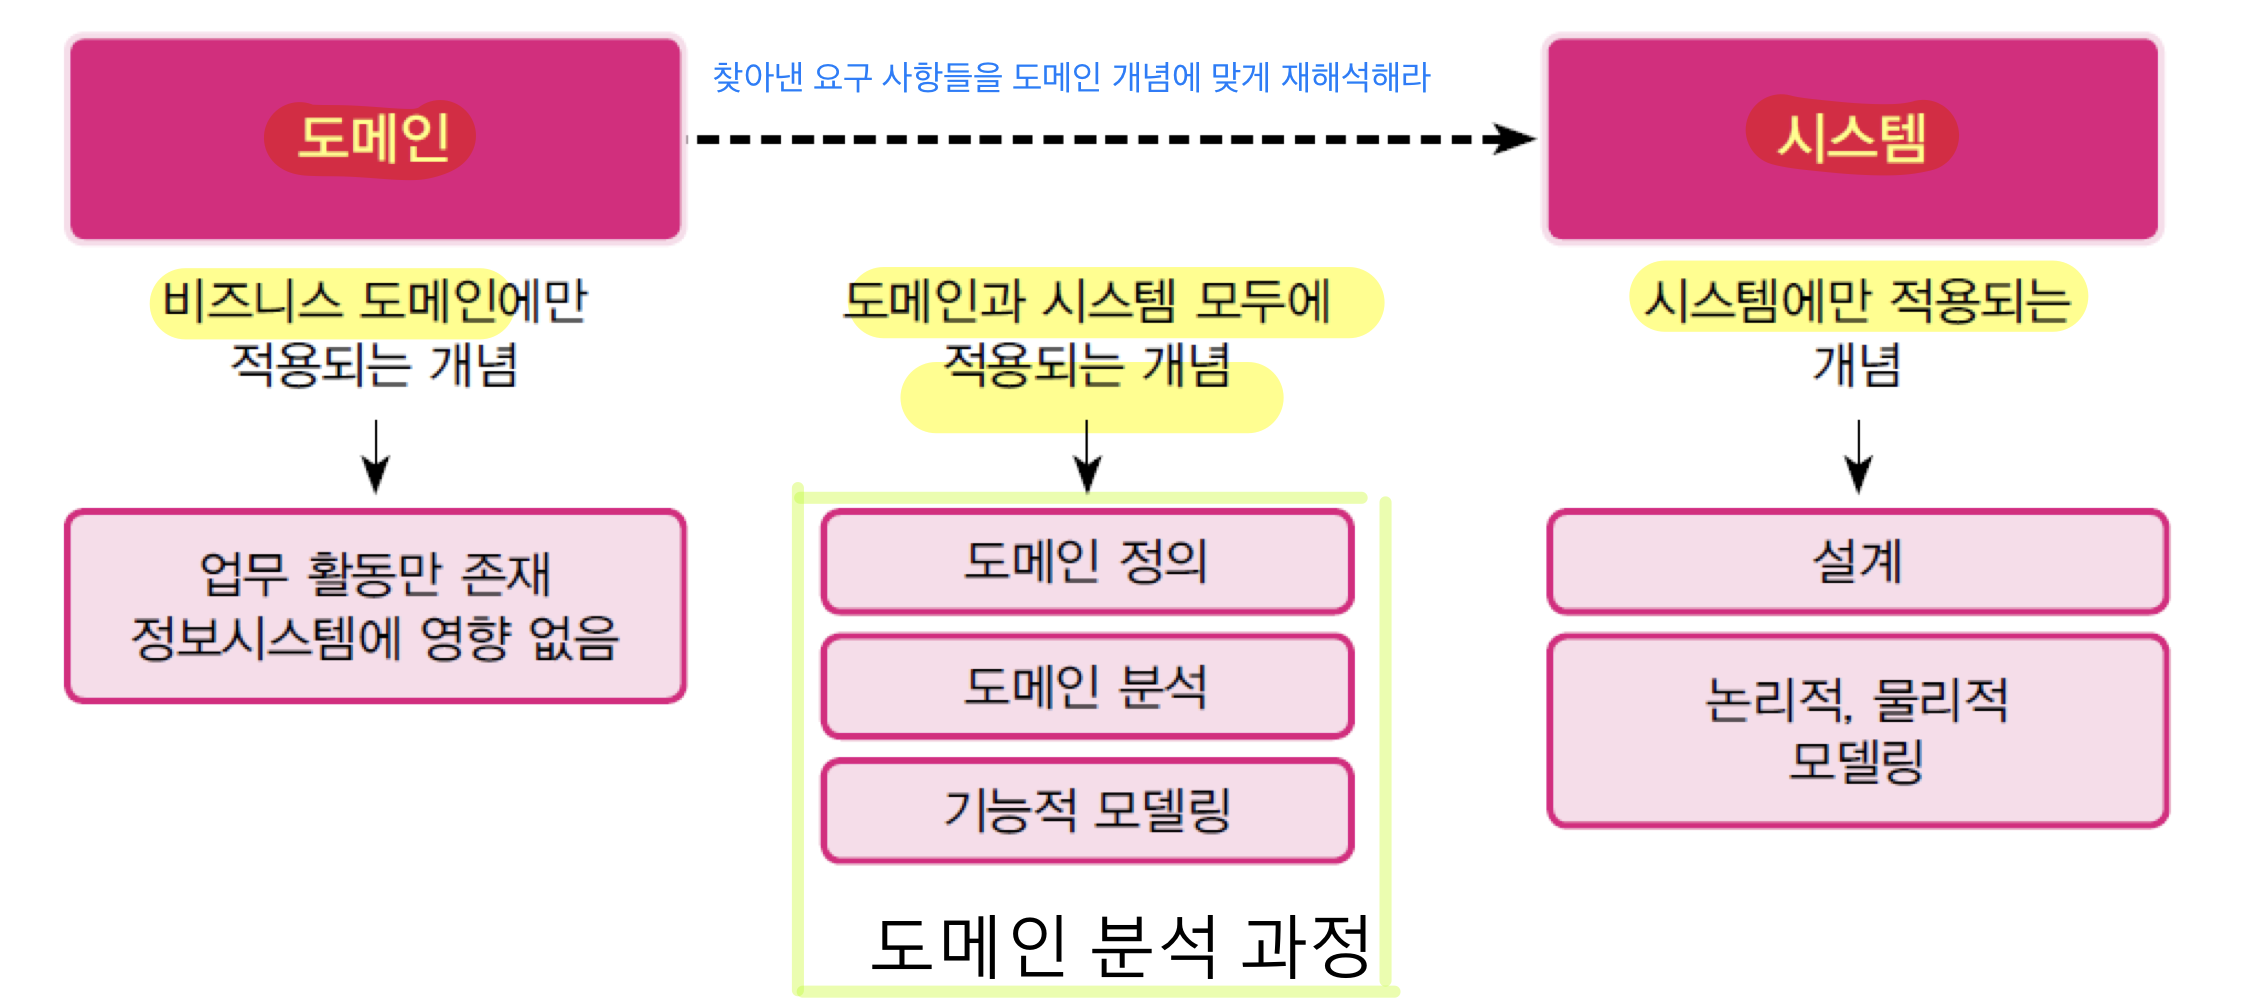 찾아낸 요구 사항들을 도메인 개념에 맞게 재해석해라
도메인
시스템
비즈니스 도메인에만
적용되는 개념
도메인과 시스템 모두에
적용되는 개념
시스템에만 적용되는
개념
업무 활동만 존재
정보시스템에 영향 없음
도메인 정의
도메인 분석
기능적 모델링
도메인 분석 과정
설계
논리적, 물리적
모델링